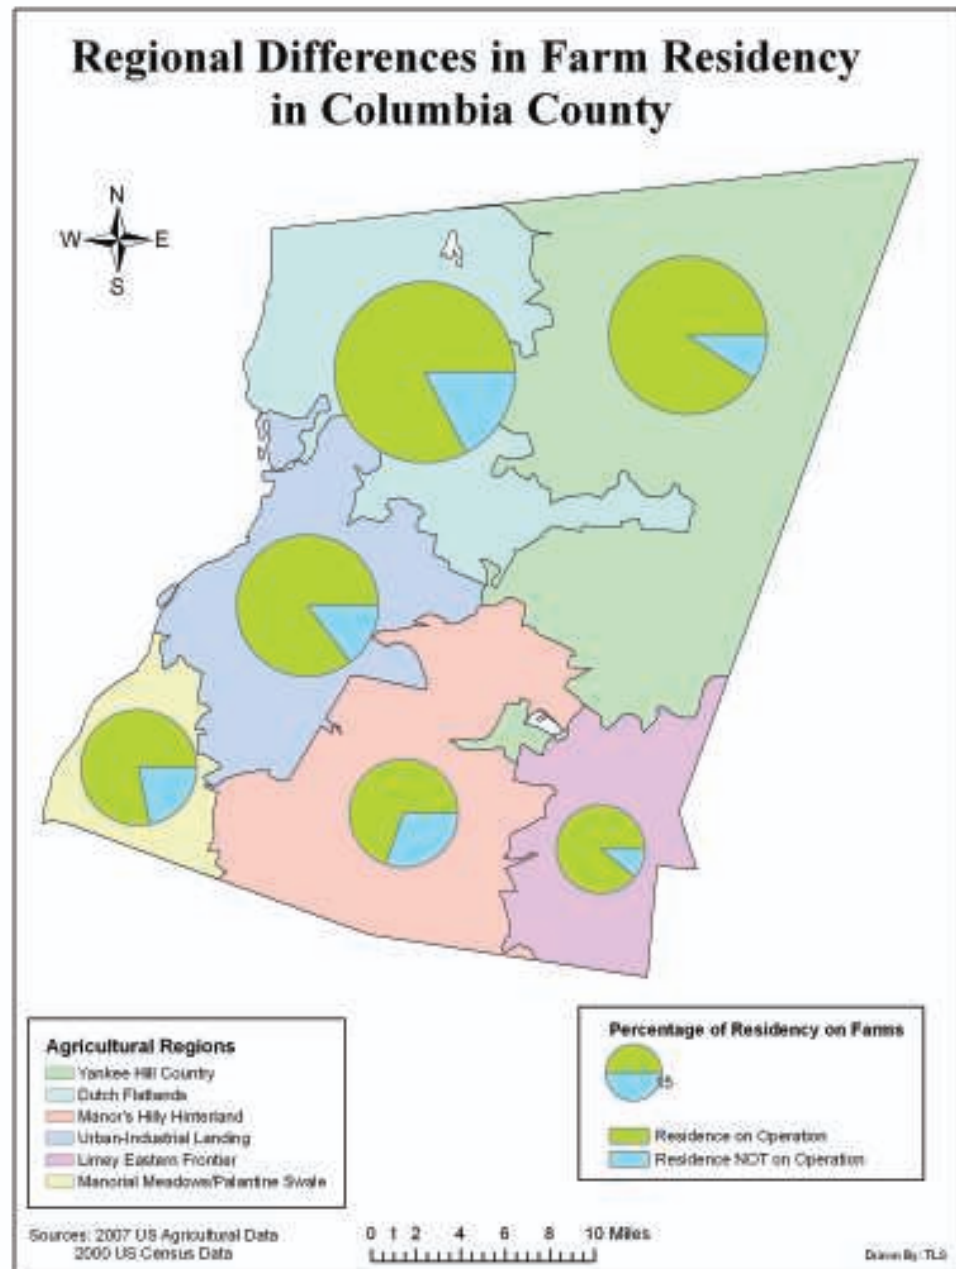 Regional Differences in Farm Residency
in Columbia County
N
W E
S
Agricultural Regions
Yankee Hill Country
Dutch Flatlands
Manor's Hilly Hinterland
Urban-Industrial Landing
Limey Eastern Frontier
Manorial Meadows/Palantine Swale
Percentage of Residency on Farms
Residence on Operation
Residence NOT on Operation
Sources: 2007 US Agricultural Data
2000 US Census Data
0 1 2 4 6 8 10 Miles
Drawn By: TLS